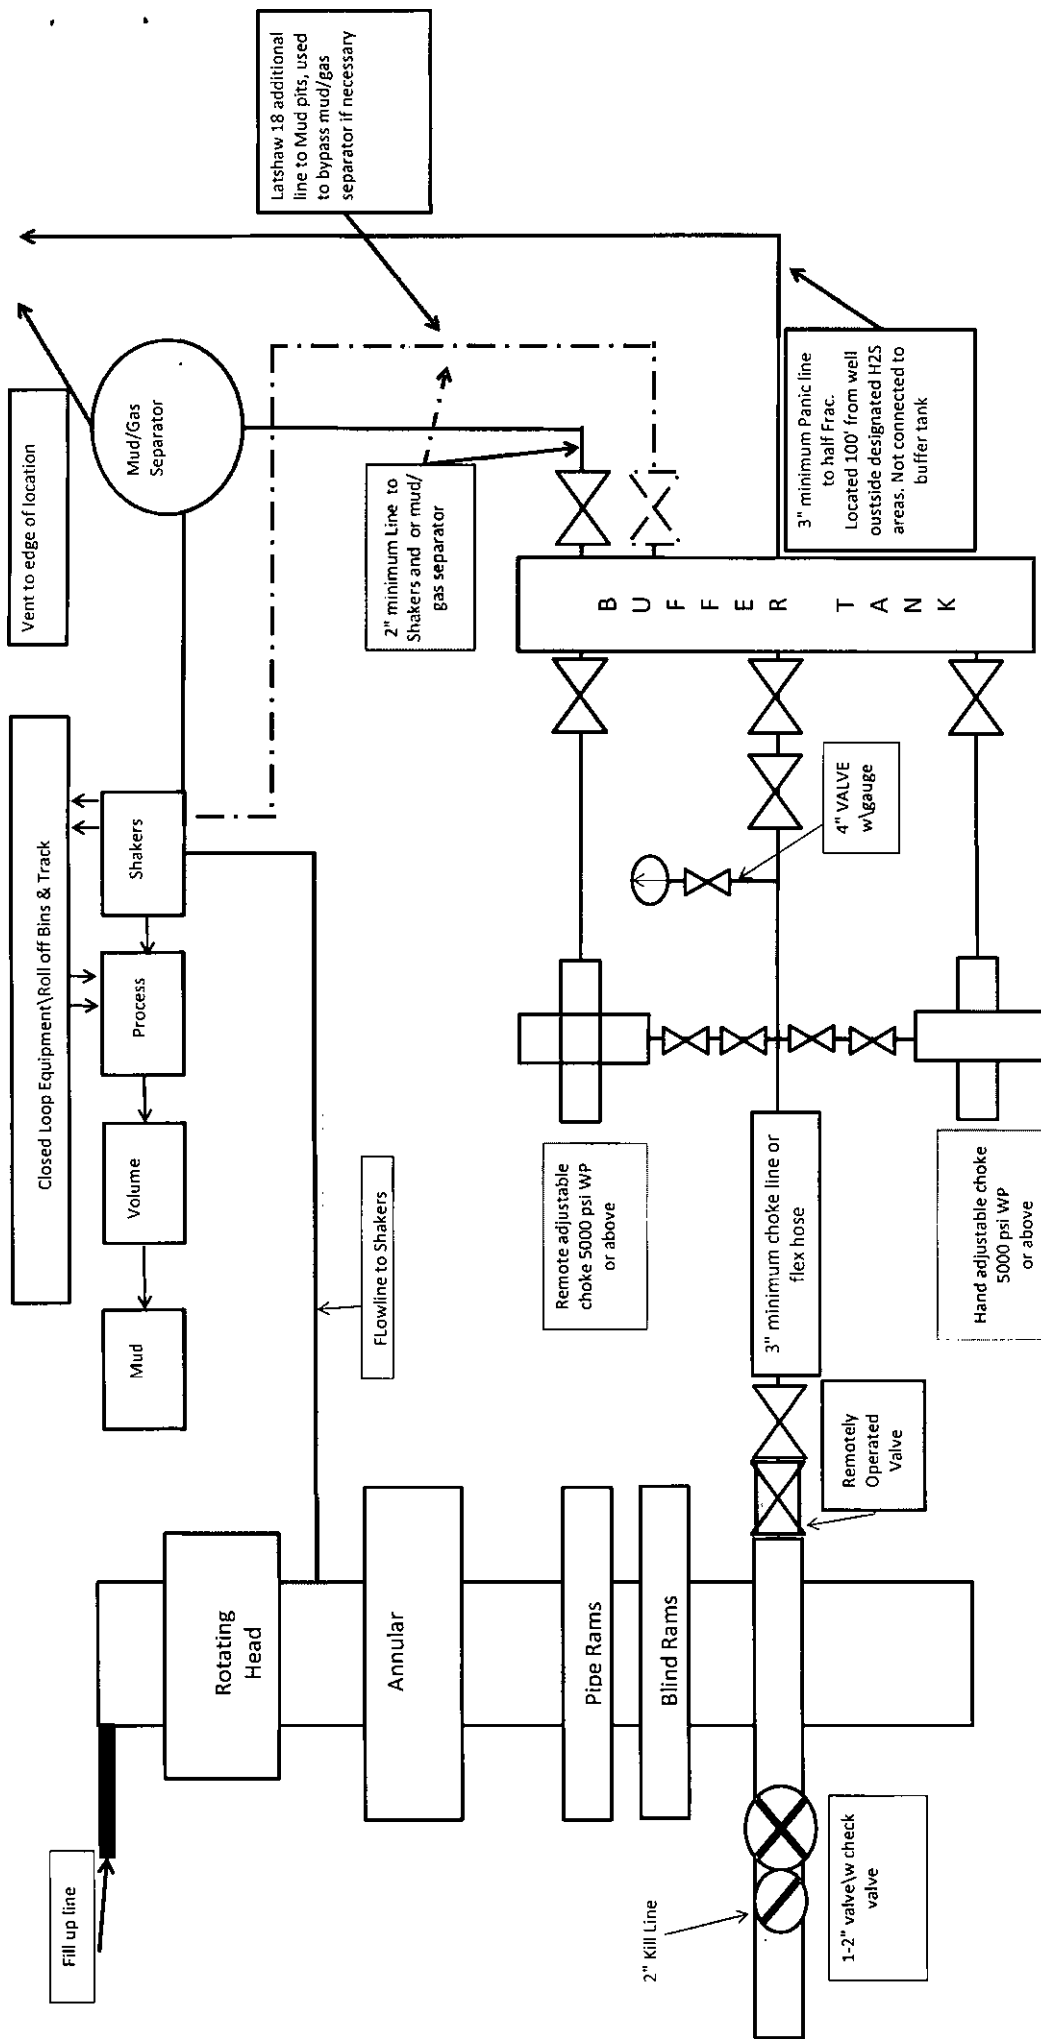 Fill up line
Rotating
Head
Annular
Pipe Rams
Blind Rams
2" Kill Line
1-2" valve\w check
valve
Mud
Volume
Process
Shakers
Closed Loop Equipment\Roll off Bins & Track
FLowline to Shakers
Remotely
Operated
Valve
3" minimum choke line or
flex hose
Remote adjustable
choke 5000 psi WP
or above
Hand adjustable choke
5000 psi WP
or above
4" VALVE
w\gauge
BUFFER TANK
Vent to edge of location
Mud/Gas
Separator
2" minimum Line to
Shakers and or mud/
gas separator
Latshaw 18 additional
line to Mud pits, used
to bypass mud/gas
separator if necessary
3" minimum Panic line
to half Frac.
Located 100' from well
oustside designated H2S
areas. Not connected to
buffer tank